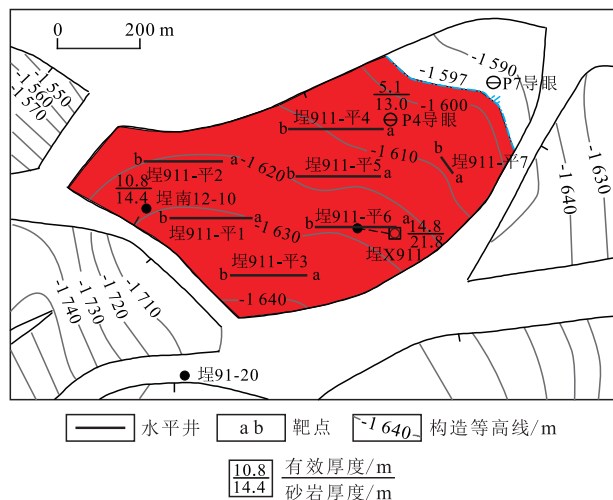 0 200 m
-1 550
-1 560
-1 570
-1 590
P7导眼
-1 597
5.1
13.0
-1 600
P4导眼
b 埕911-平4 a
-1 610
b
埕911-平7
a
b a
埕911-平2
-1 620
b 埕911-平5 a
-1 640
-1 630
10.8
14.4
埕南12-10
b a
埕911-平1
-1 630
b 埕911-平6 a
14.8
21.8
埕X911
埕911-平3
b a
-1 640
-1 740
-1 730
-1 720
-1 710
埕91-20
水平井
a b 靶点
-1 640 构造等高线/m
10.8 有效厚度/m
14.4 砂岩厚度/m